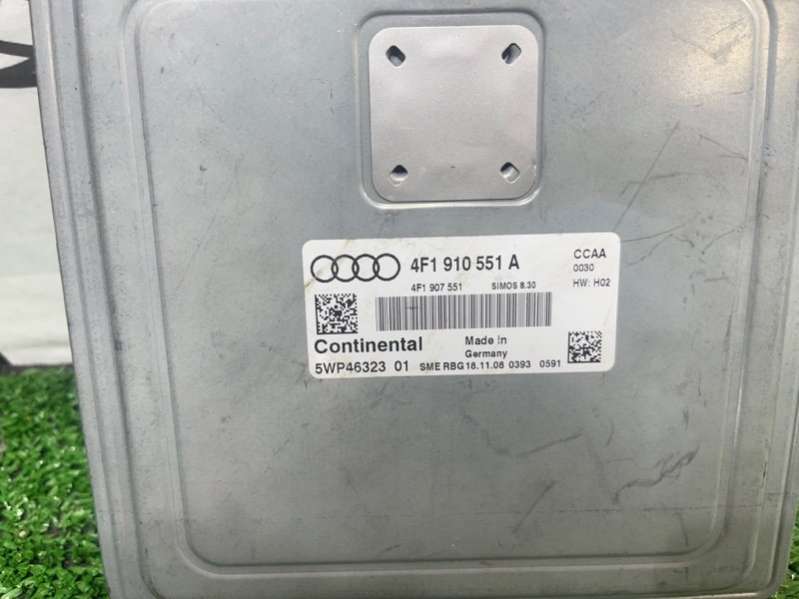 4F1 910 551 A
CCAA
0030
4F1 907 551 SIMOS 8.30 HW: H02
Continental Made in
Germany
5WP46323 01 SME RBG 18.11.08 0393 0591